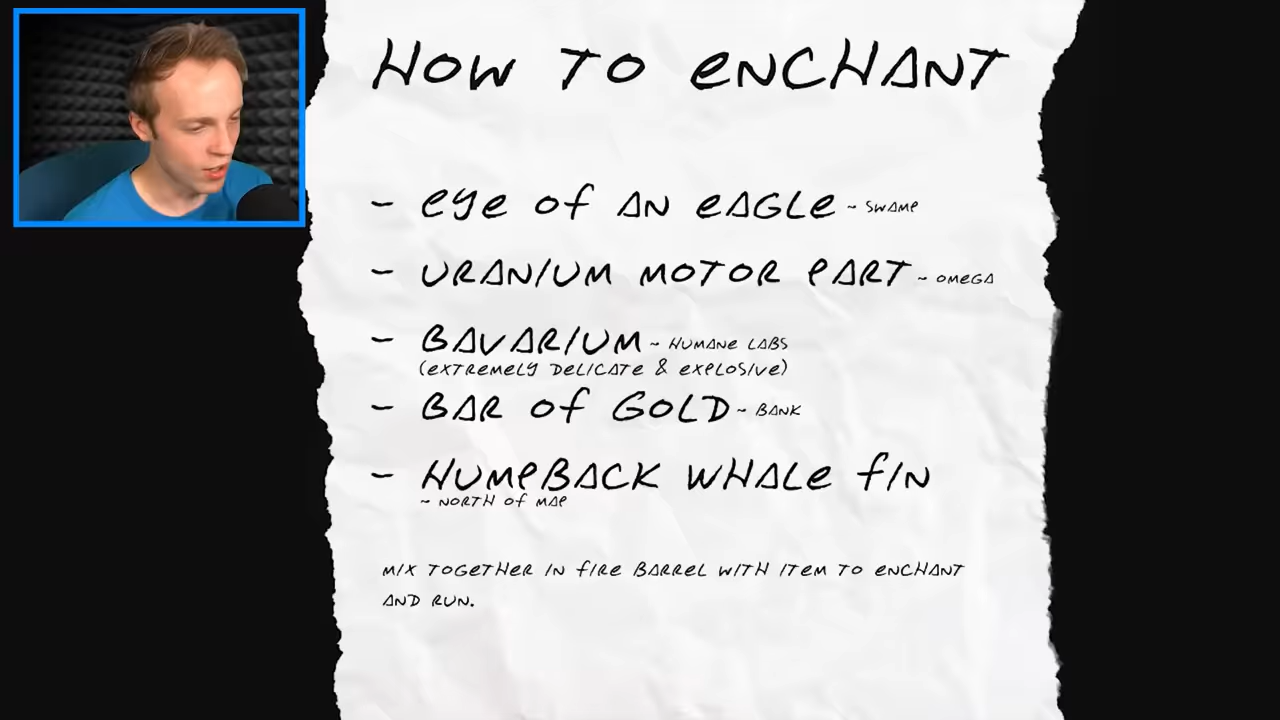 HOW TO ENCHANT
- EYE OF AN EAGLE ~ SWAMP
- URANIUM MOTOR PART ~ OMEGA
- BAVARIUM ~ HUMANE LABS
(EXTREMELY DELICATE & EXPLOSIVE)
- BAR OF GOLD ~ BANK
- HUMPBACK WHALE FIN
~ NORTH OF MAP
MIX TOGETHER IN FIRE BARREL WITH ITEM TO ENCHANT
AND RUN.